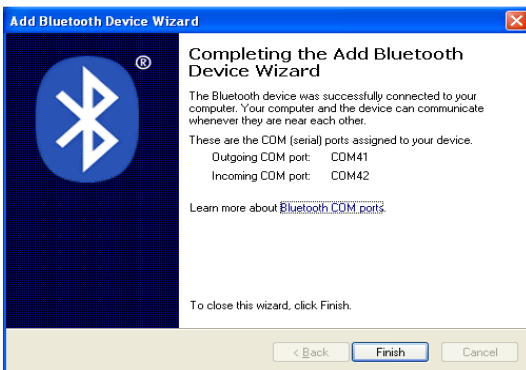 Add Bluetooth Device Wizard
®
Completing the Add Bluetooth
Device Wizard
The Bluetooth device was successfully connected to your
computer. Your computer and the device can communicate
whenever they are near each other.
These are the COM (serial) ports assigned to your device.
Outgoing COM port: COM41
Incoming COM port: COM42
Learn more about Bluetooth COM ports.
To close this wizard, click Finish.
< Back Finish Cancel